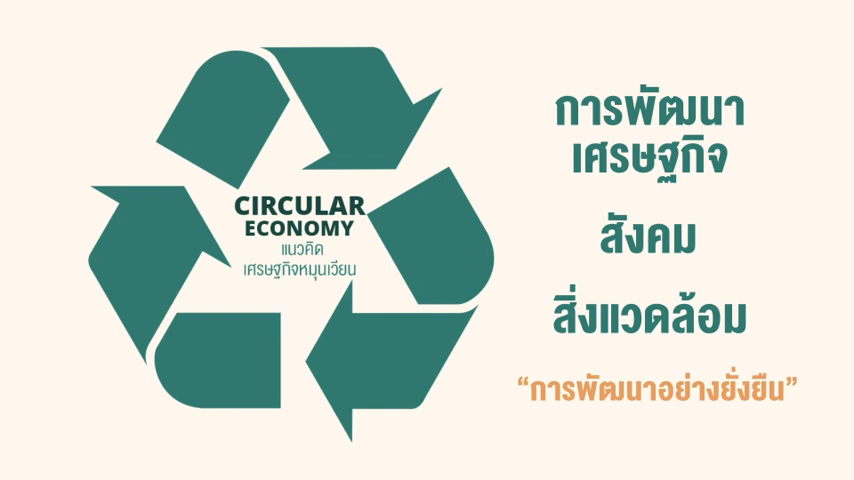 CIRCULAR
ECONOMY
แนวคิด
เศรษฐกิจหมุนเวียน
การพัฒนา
เศรษฐกิจ
สังคม
สิ่งแวดล้อม
“การพัฒนาอย่างยั่งยืน”